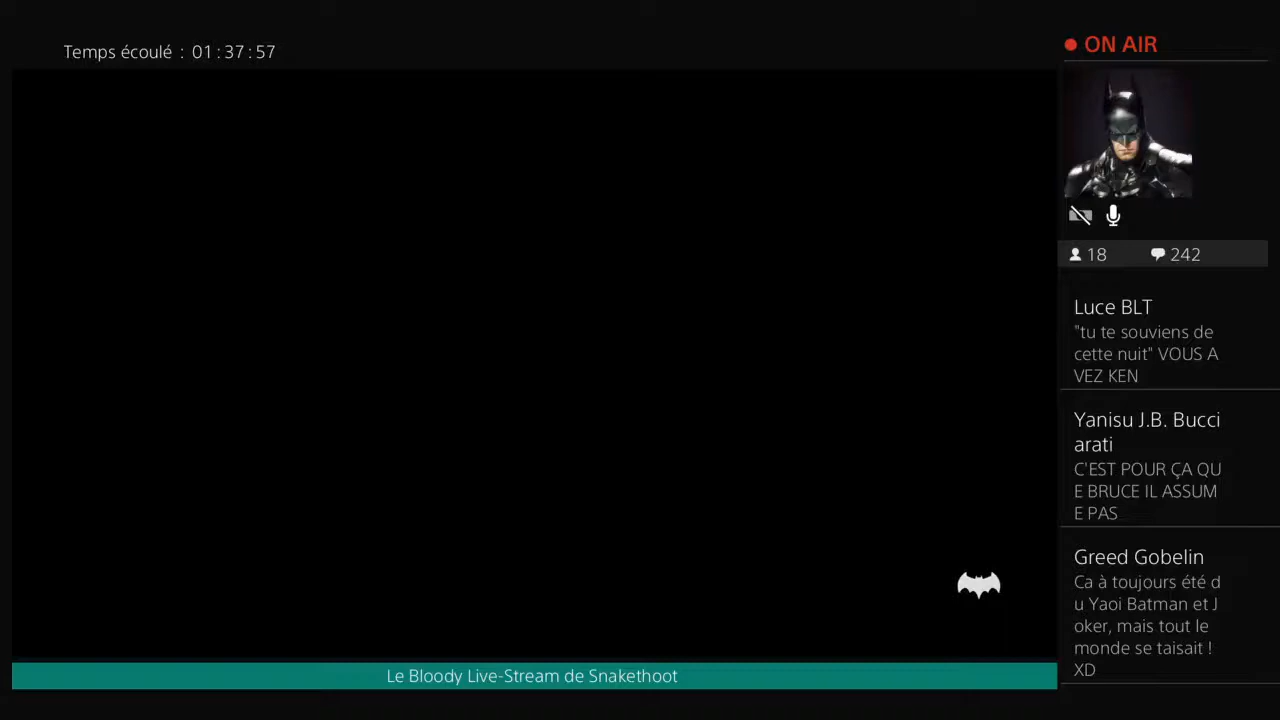 Temps écoulé : 01:37:57
ON AIR
18 242
Luce BLT
"tu te souviens de
cette nuit" VOUS A
VEZ KEN
Yanisu J.B. Bucci
arati
C'EST POUR ÇA QU
E BRUCE IL ASSUM
E PAS
Greed Gobelin
Ca à toujours été d
u Yaoi Batman et J
oker, mais tout le
monde se taisait !
XD
Le Bloody Live-Stream de Snakethoot